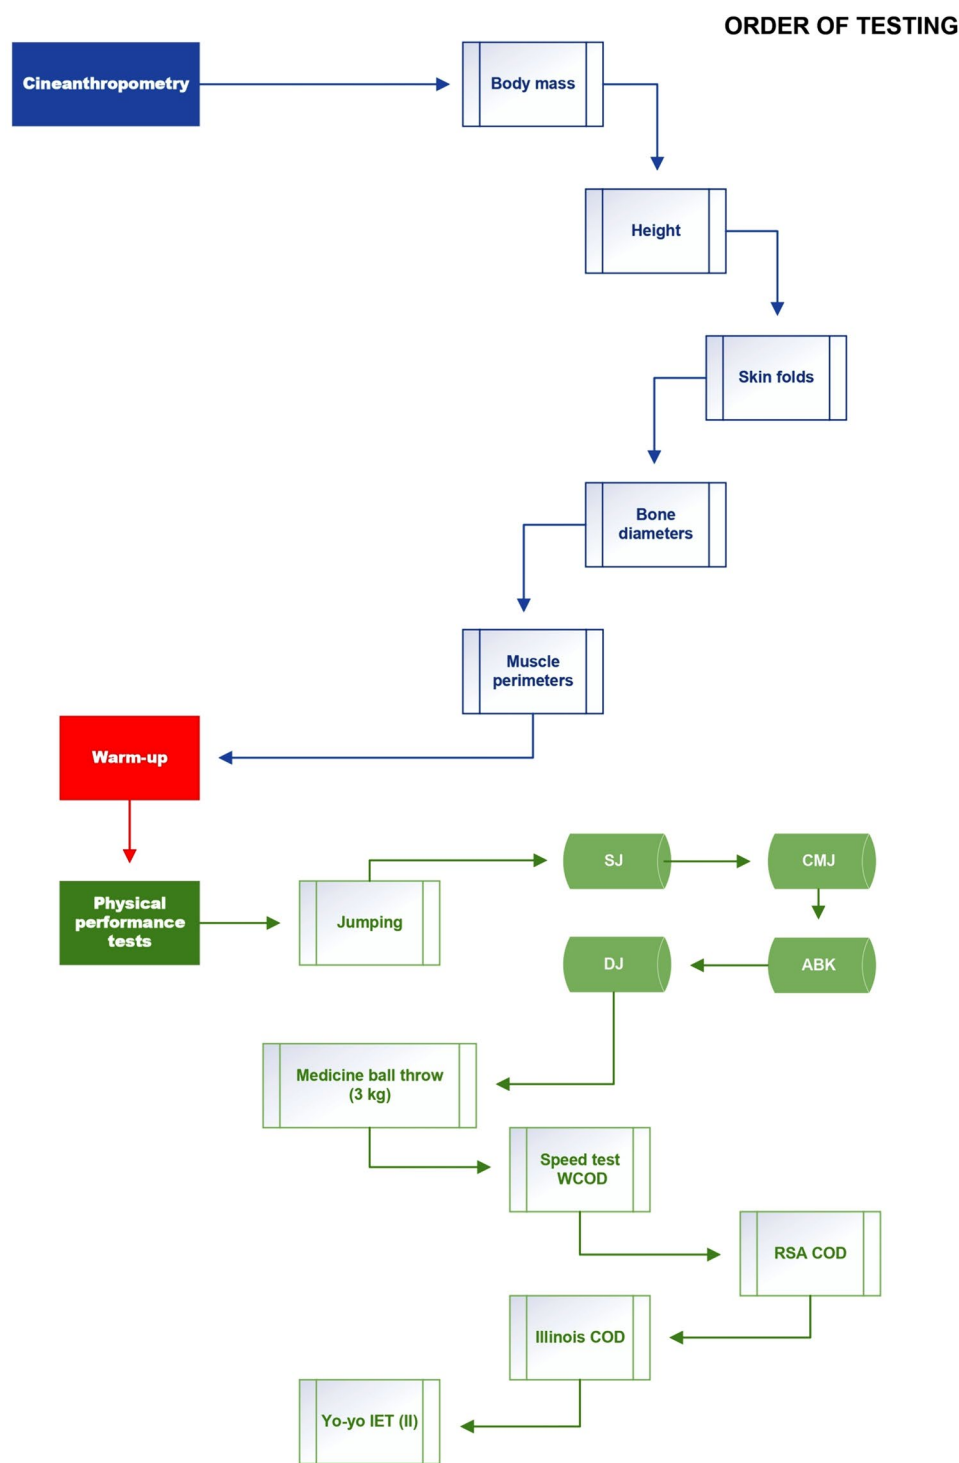 ORDER OF TESTING
Cineanthropometry
Body mass
Height
Skin folds
Bone
diameters
Muscle
perimeters
Warm-up
Physical
performance
tests
Jumping
SJ
CMJ
ABK
DJ
Medicine ball throw
(3 kg)
Speed test
WCOD
RSA COD
Illinois COD
Yo-yo IET (II)